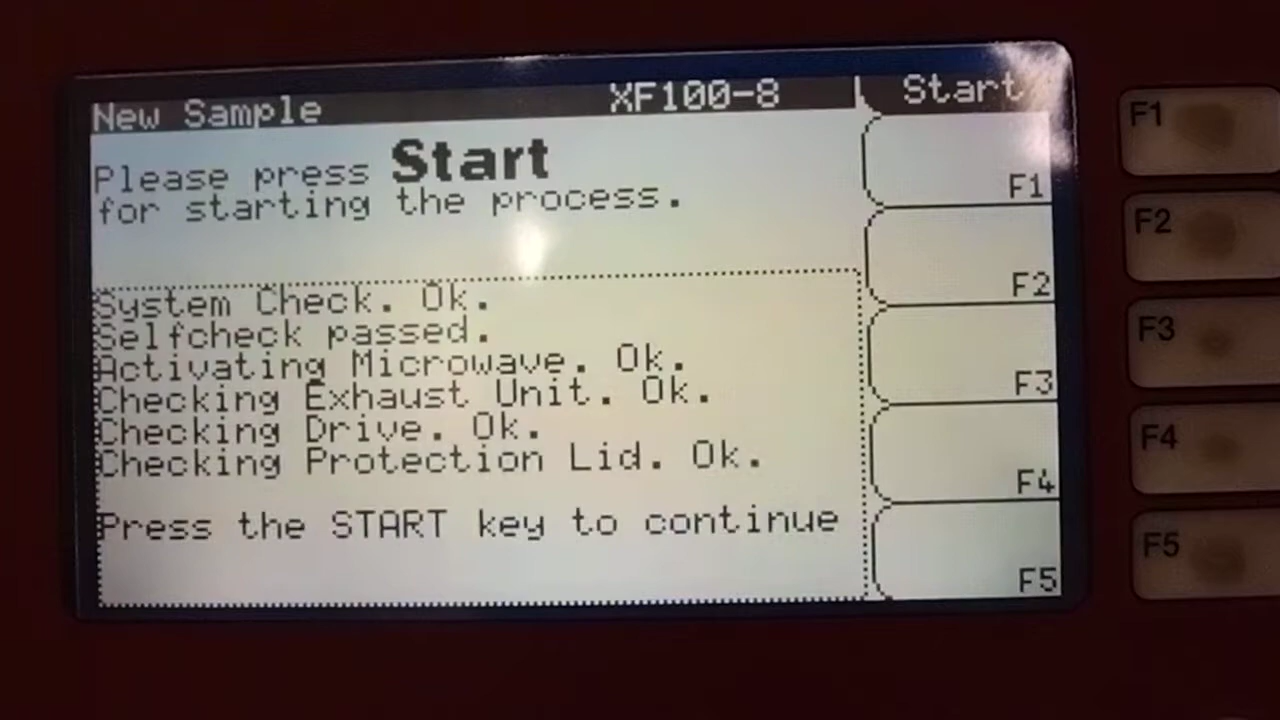 New Sample XF100-8 Start
Please press Start
for starting the process.
System Check. Ok.
Selfcheck passed.
Activating Microwave. Ok.
Checking Exhaust Unit. Ok.
Checking Drive. Ok.
Checking Protection Lid. Ok.
Press the START key to continue
F1
F2
F3
F4
F5
F1
F2
F3
F4
F5